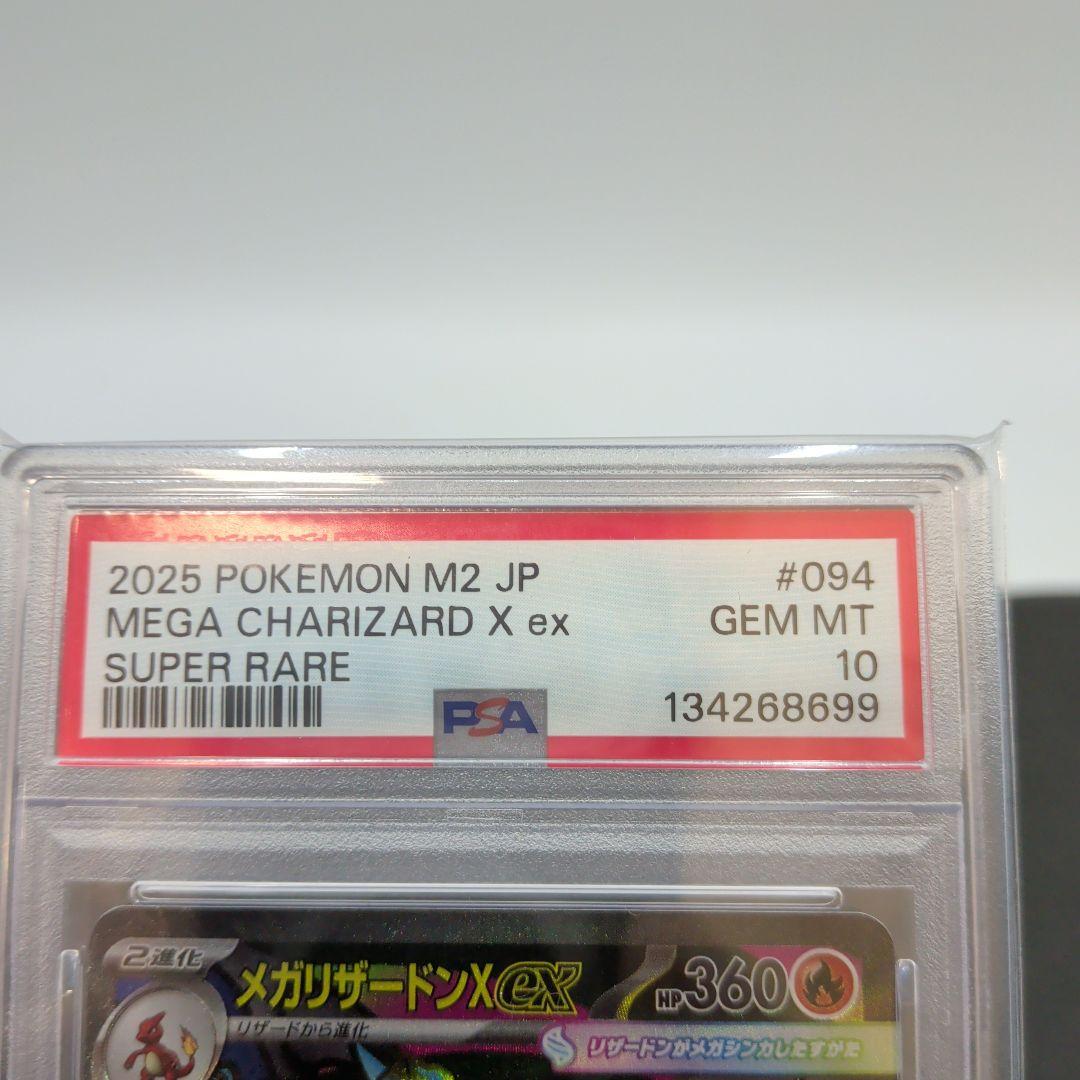 2025 POKEMON M2 JP #094
MEGA CHARIZARD X ex GEM MT
SUPER RARE 10
134268699
PSA
2進化
メガリザードンXex HP360
リザードから進化
リザードンがメガシンカしたすがた